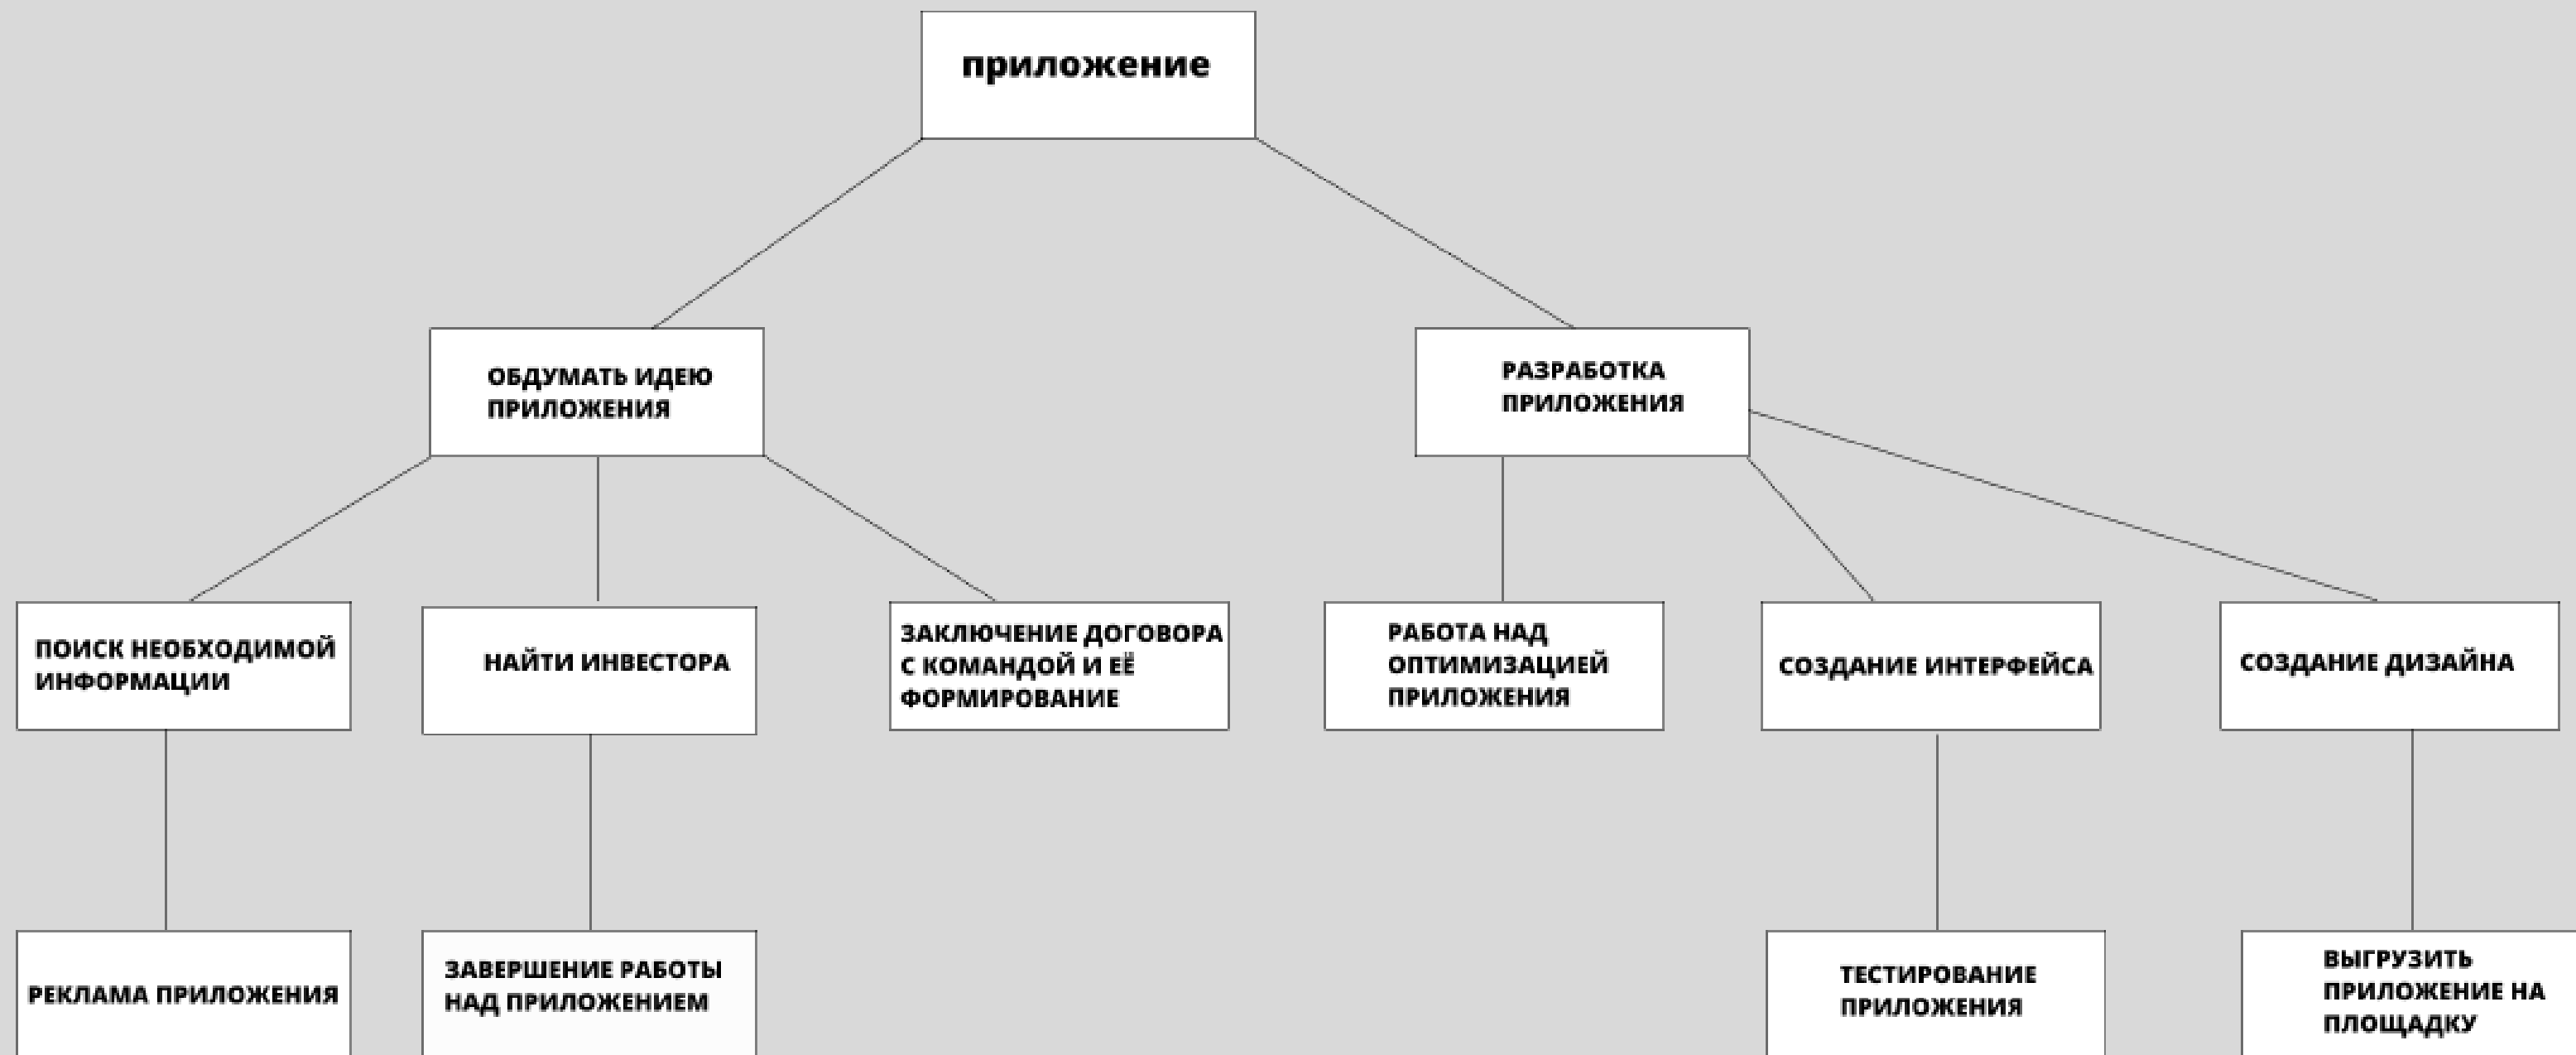 приложение
ОБДУМАТЬ ИДЕЮ
ПРИЛОЖЕНИЯ
РАЗРАБОТКА
ПРИЛОЖЕНИЯ
ПОИСК НЕОБХОДИМОЙ
ИНФОРМАЦИИ
НАЙТИ ИНВЕСТОРА
ЗАКЛЮЧЕНИЕ ДОГОВОРА
С КОМАНДОЙ И ЕЁ
ФОРМИРОВАНИЕ
РАБОТА НАД
ОПТИМИЗАЦИЕЙ
ПРИЛОЖЕНИЯ
СОЗДАНИЕ ИНТЕРФЕЙСА
СОЗДАНИЕ ДИЗАЙНА
РЕКЛАМА ПРИЛОЖЕНИЯ
ЗАВЕРШЕНИЕ РАБОТЫ
НАД ПРИЛОЖЕНИЕМ
ТЕСТИРОВАНИЕ
ПРИЛОЖЕНИЯ
ВЫГРУЗИТЬ
ПРИЛОЖЕНИЕ НА
ПЛОЩАДКУ